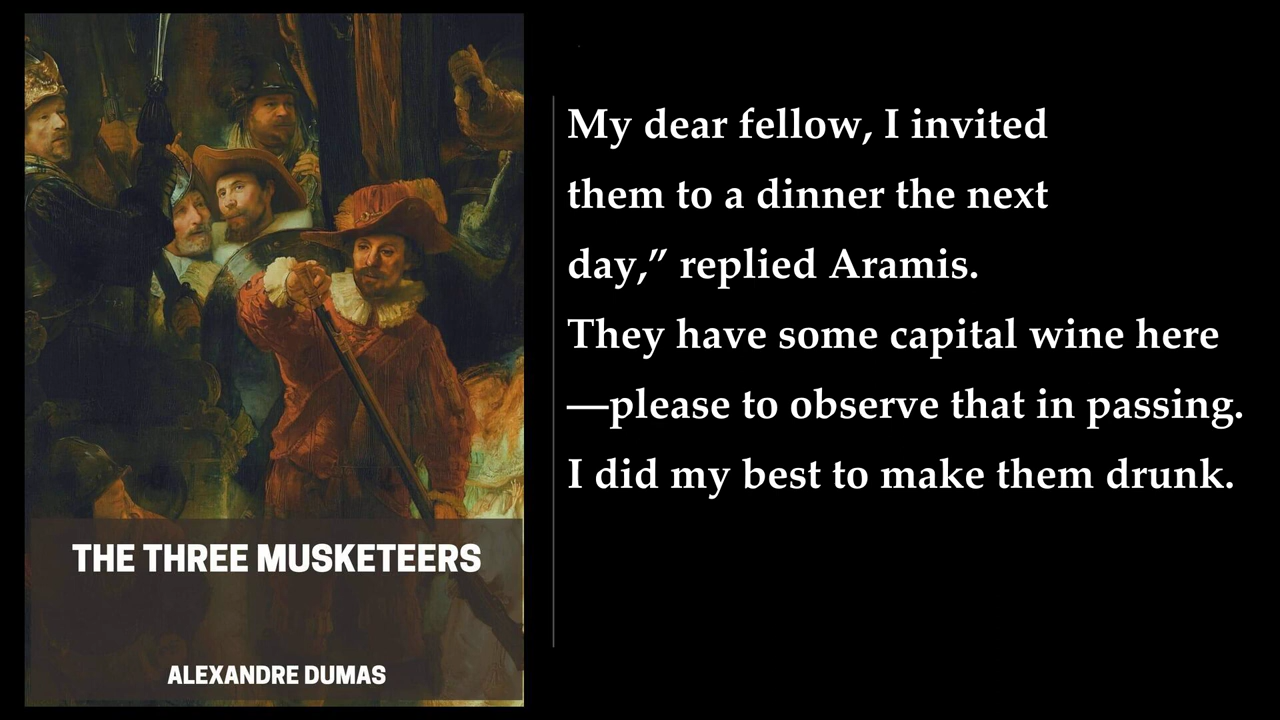 THE THREE MUSKETEERS
ALEXANDRE DUMAS
My dear fellow, I invited
them to a dinner the next
day,” replied Aramis.
They have some capital wine here
—please to observe that in passing.
I did my best to make them drunk.